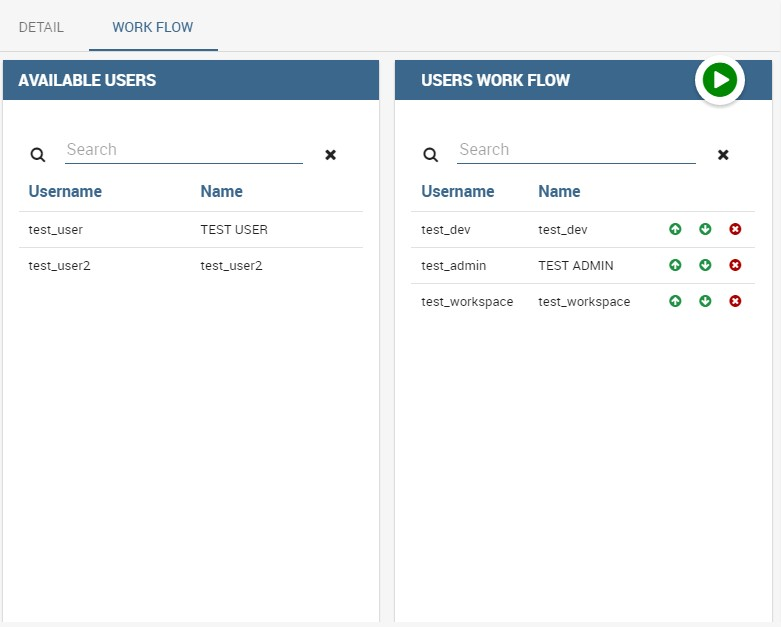 DETAIL WORK FLOW
AVAILABLE USERS
Search
Username Name
test_user TEST USER
test_user2 test_user2
USERS WORK FLOW
Search
Username Name
test_dev test_dev
test_admin TEST ADMIN
test_workspace test_workspace